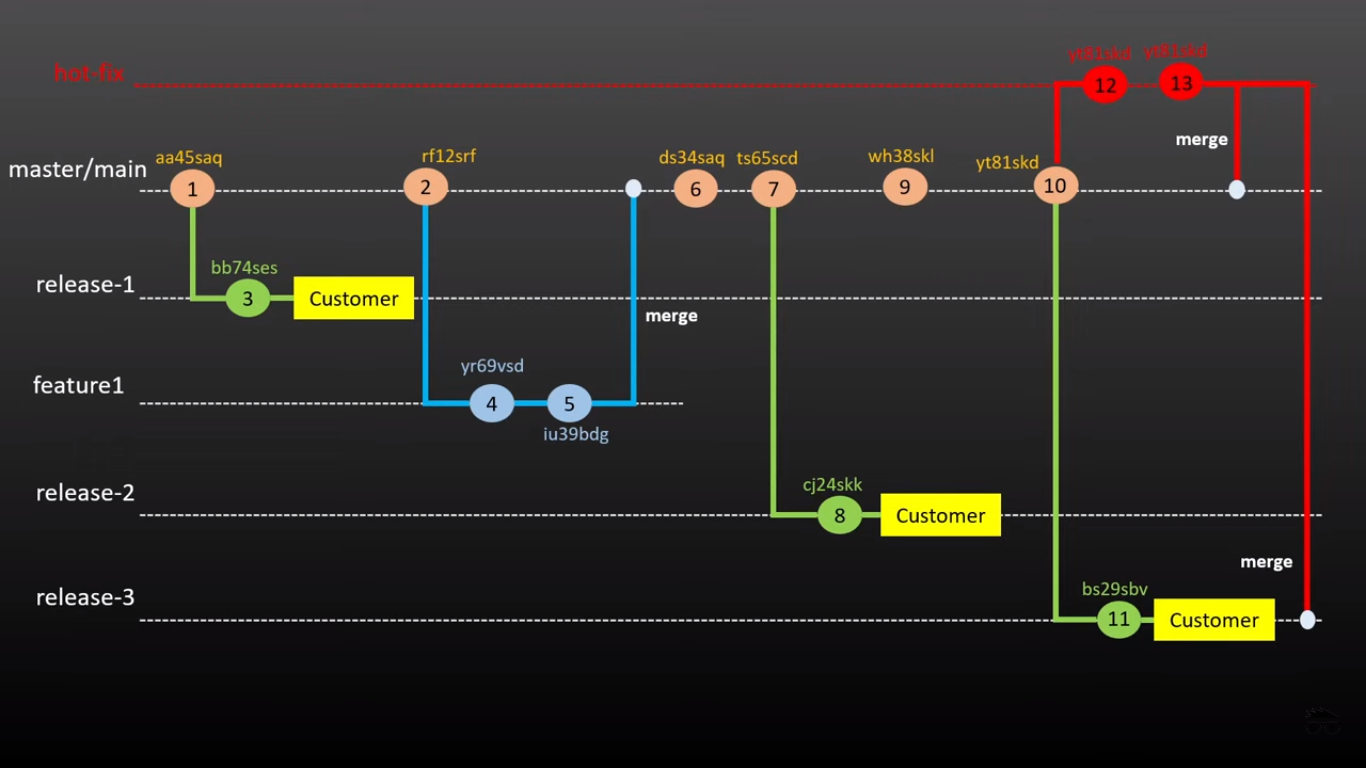 hot-fix
yt81skd
yt81skd
12
13
merge
master/main
aa45saq
rf12srf
ds34saq
ts65scd
wh38skl
yt81skd
1
2
6
7
9
10
release-1
bb74ses
3
Customer
merge
feature1
yr69vsd
4
5
iu39bdg
release-2
cj24skk
8
Customer
merge
release-3
bs29sbv
11
Customer